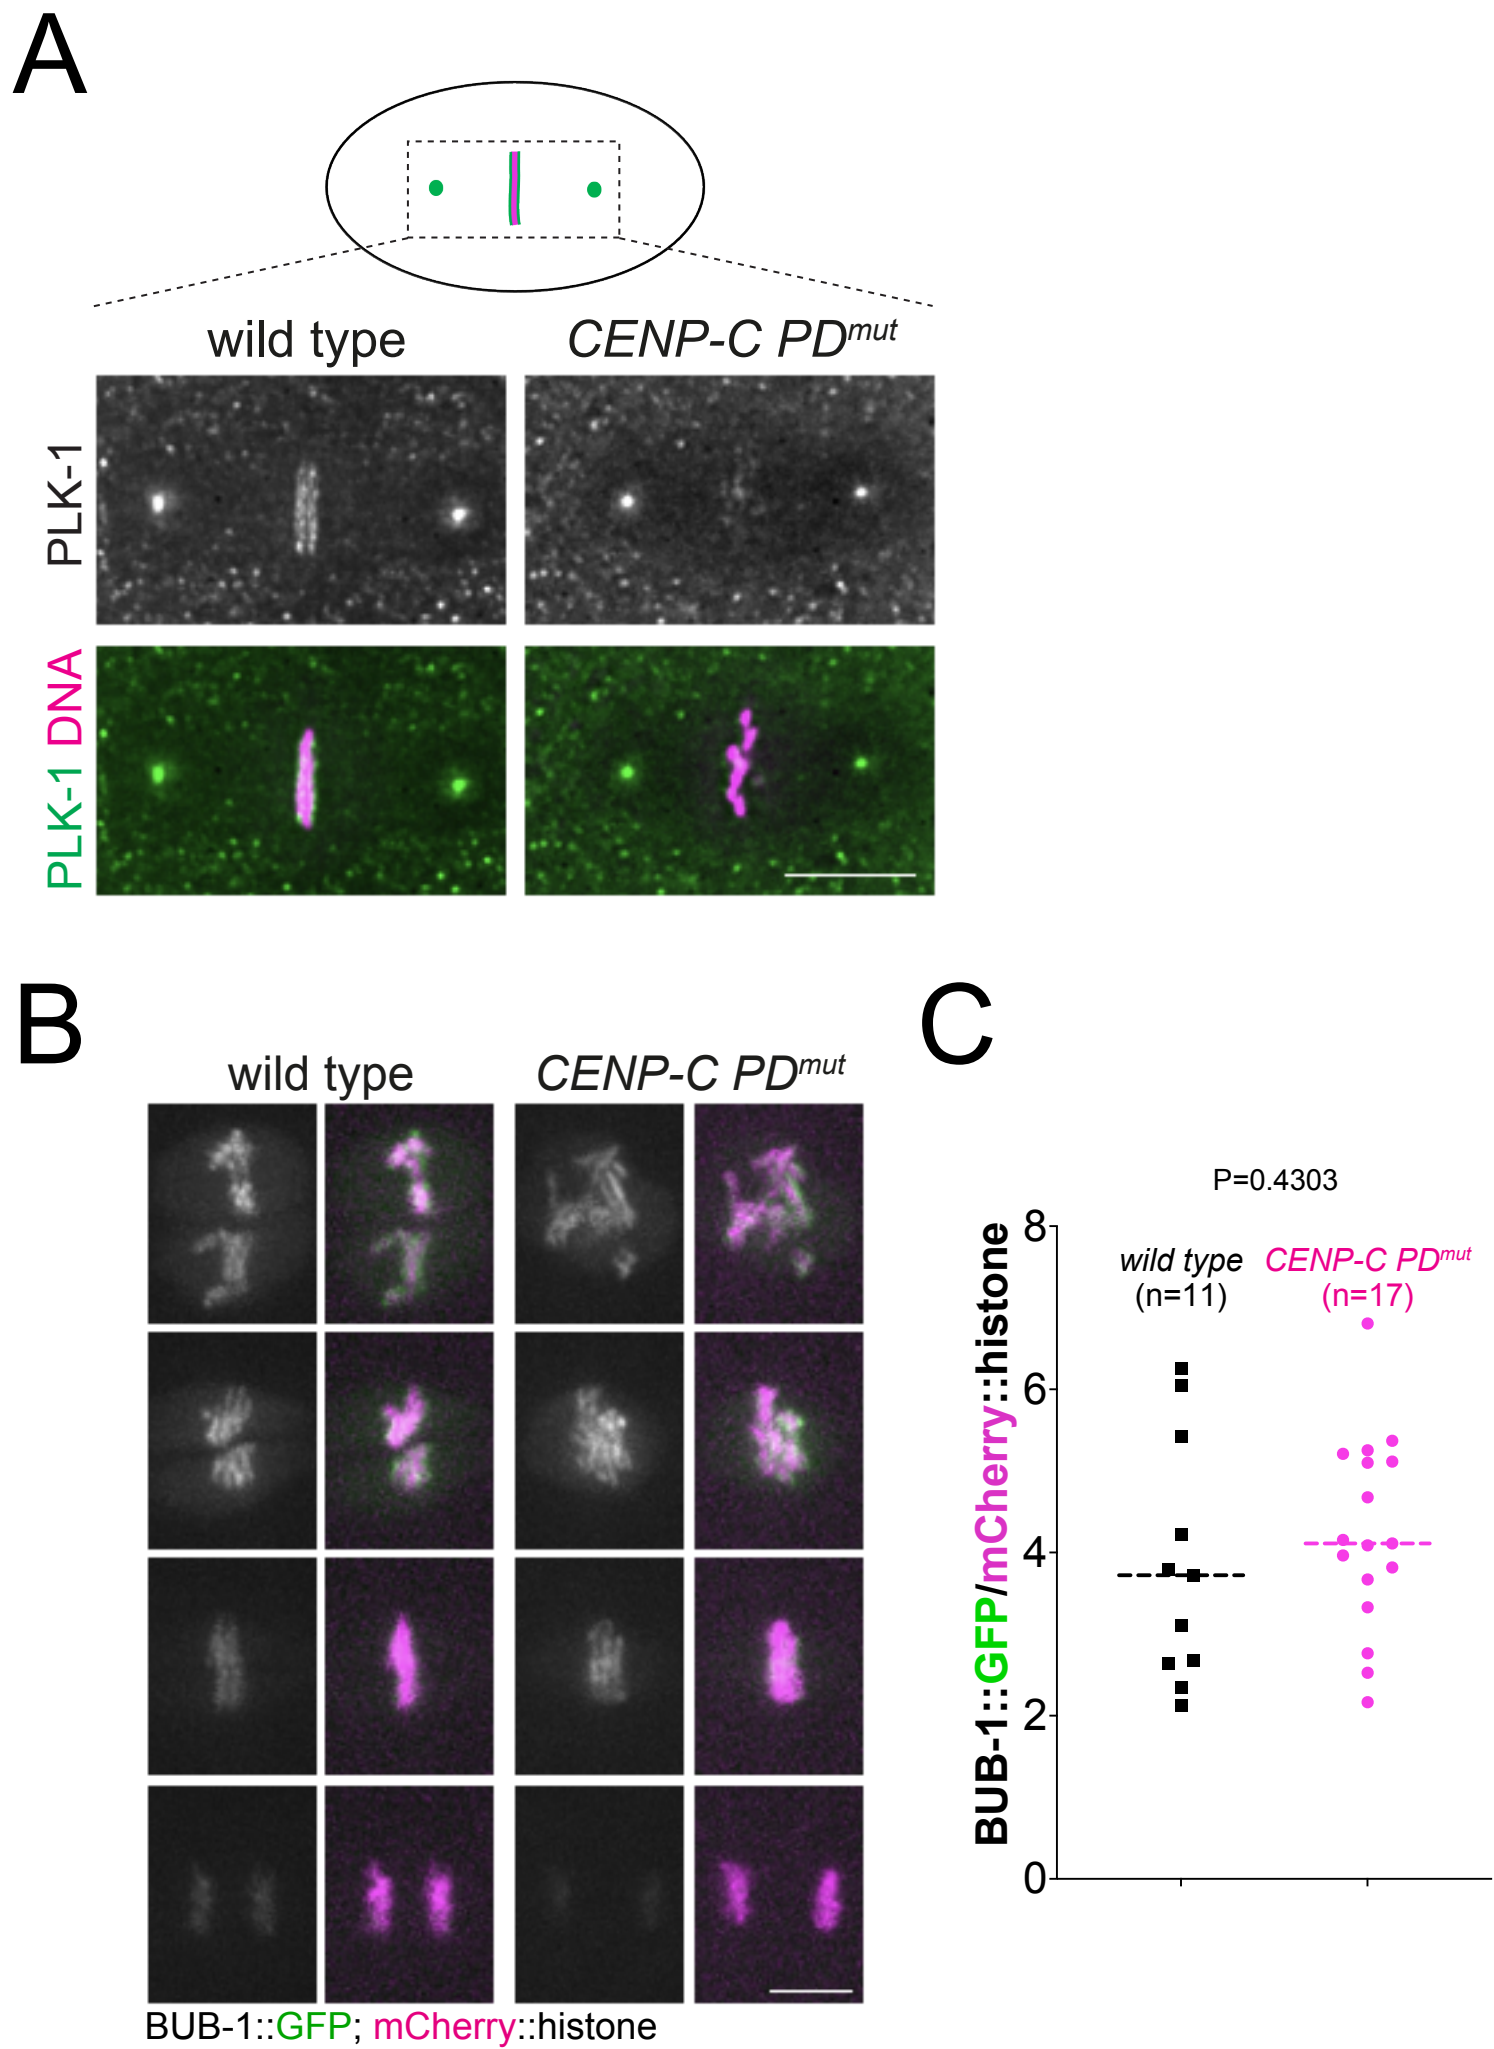 A
wild type
CENP-C PDmut
PLK-1
PLK-1 DNA
B
wild type
CENP-C PDmut
BUB-1::GFP; mCherry::histone
C
P=0.4303
wild type
(n=11)
CENP-C PDmut
(n=17)
BUB-1::GFP/mCherry::histone
8
6
4
2
0